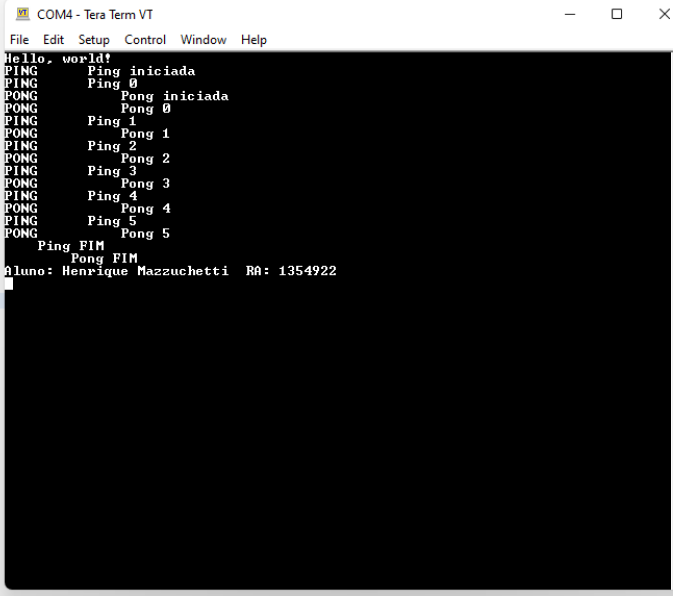 COM4 - Tera Term VT
File Edit Setup Control Window Help
Hello, world!
PING      Ping iniciada
PING      Ping 0
PONG          Pong iniciada
PONG          Pong 0
PING      Ping 1
PONG          Pong 1
PING      Ping 2
PONG          Pong 2
PING      Ping 3
PONG          Pong 3
PING      Ping 4
PONG          Pong 4
PING      Ping 5
PONG          Pong 5
    Ping FIM
        Pong FIM
Aluno: Henrique Mazzuchetti  RA: 1354922